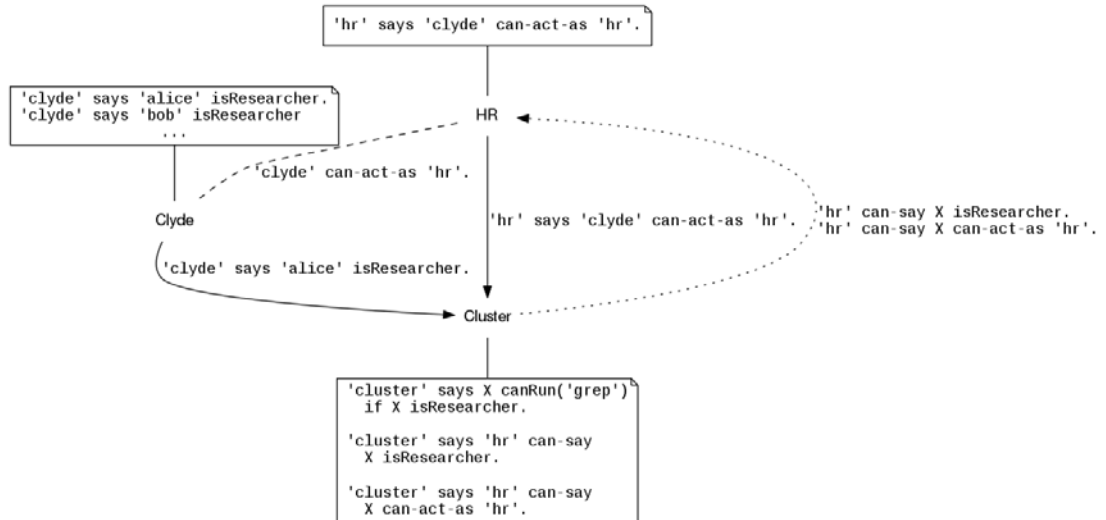 'hr' says 'clyde' can-act-as 'hr'.
'clyde' says 'alice' isResearcher.
'clyde' says 'bob' isResearcher
...
HR
'clyde' can-act-as 'hr'.
Clyde
'hr' says 'clyde' can-act-as 'hr'.
'hr' can-say X isResearcher.
'hr' can-say X can-act-as 'hr'.
'clyde' says 'alice' isResearcher.
Cluster
'cluster' says X canRun('grep')
if X isResearcher.
'cluster' says 'hr' can-say
X isResearcher.
'cluster' says 'hr' can-say
X can-act-as 'hr'.